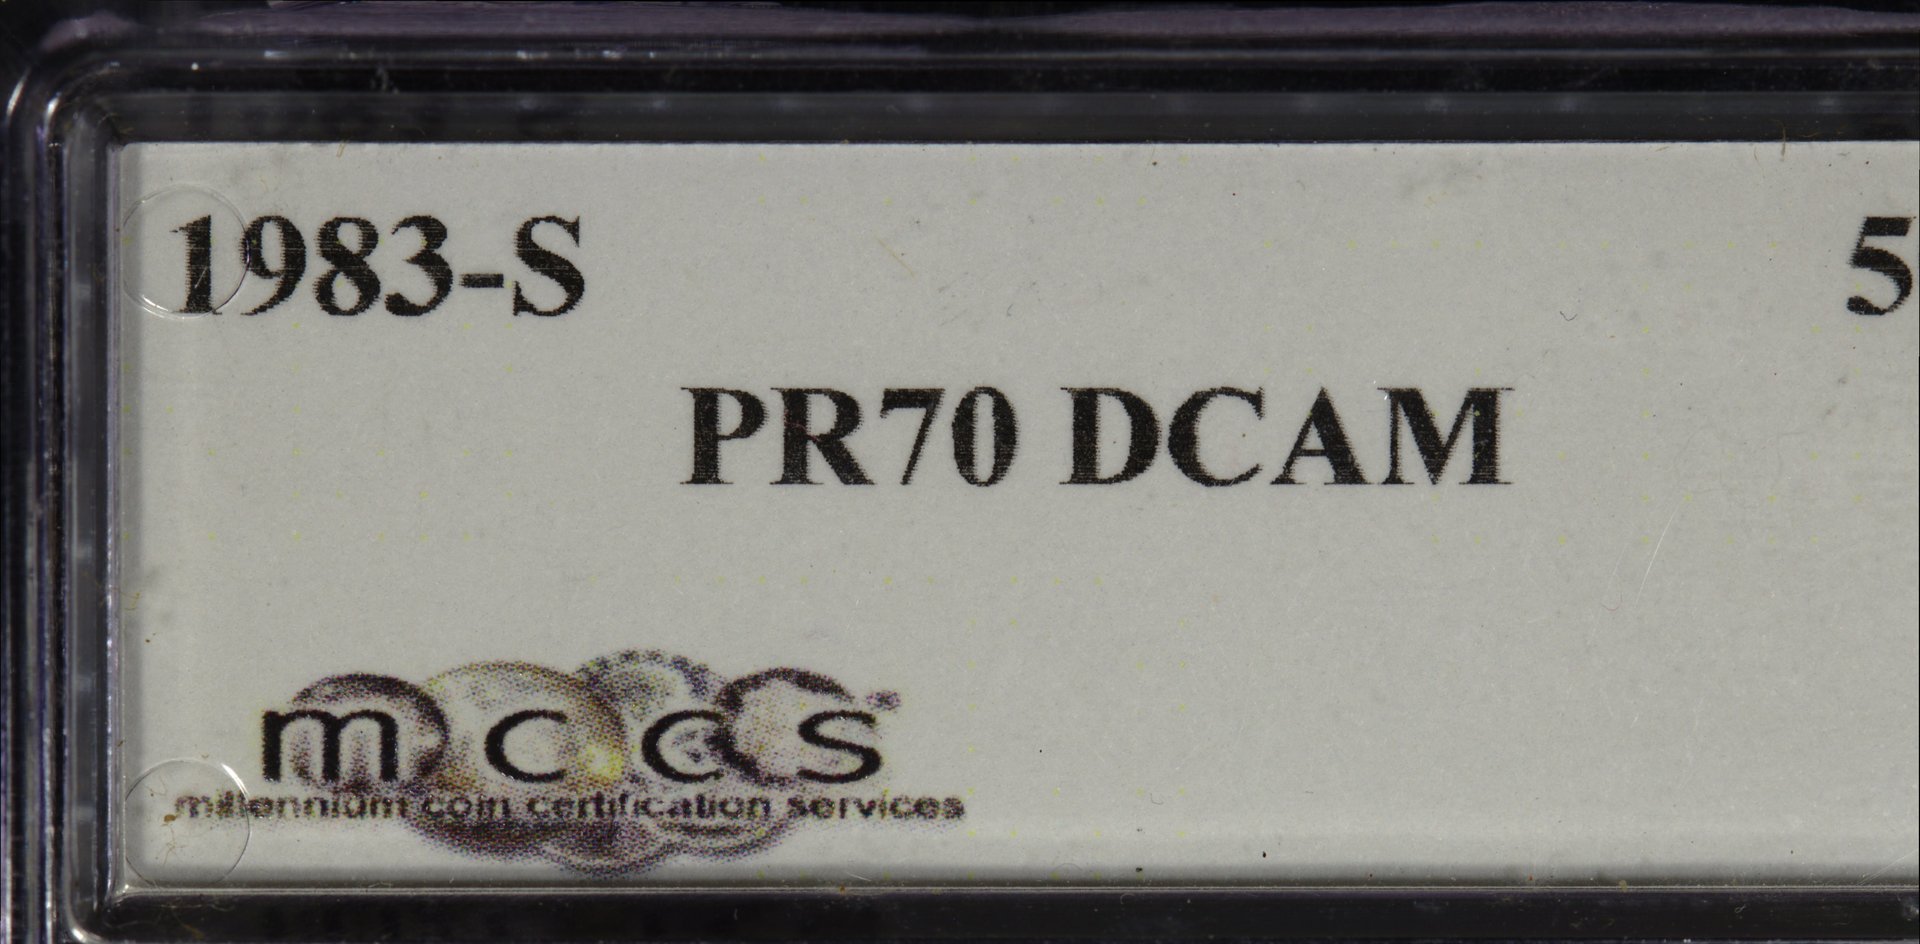 1983-S 5
PR70 DCAM
mccs
millennium coin certification services